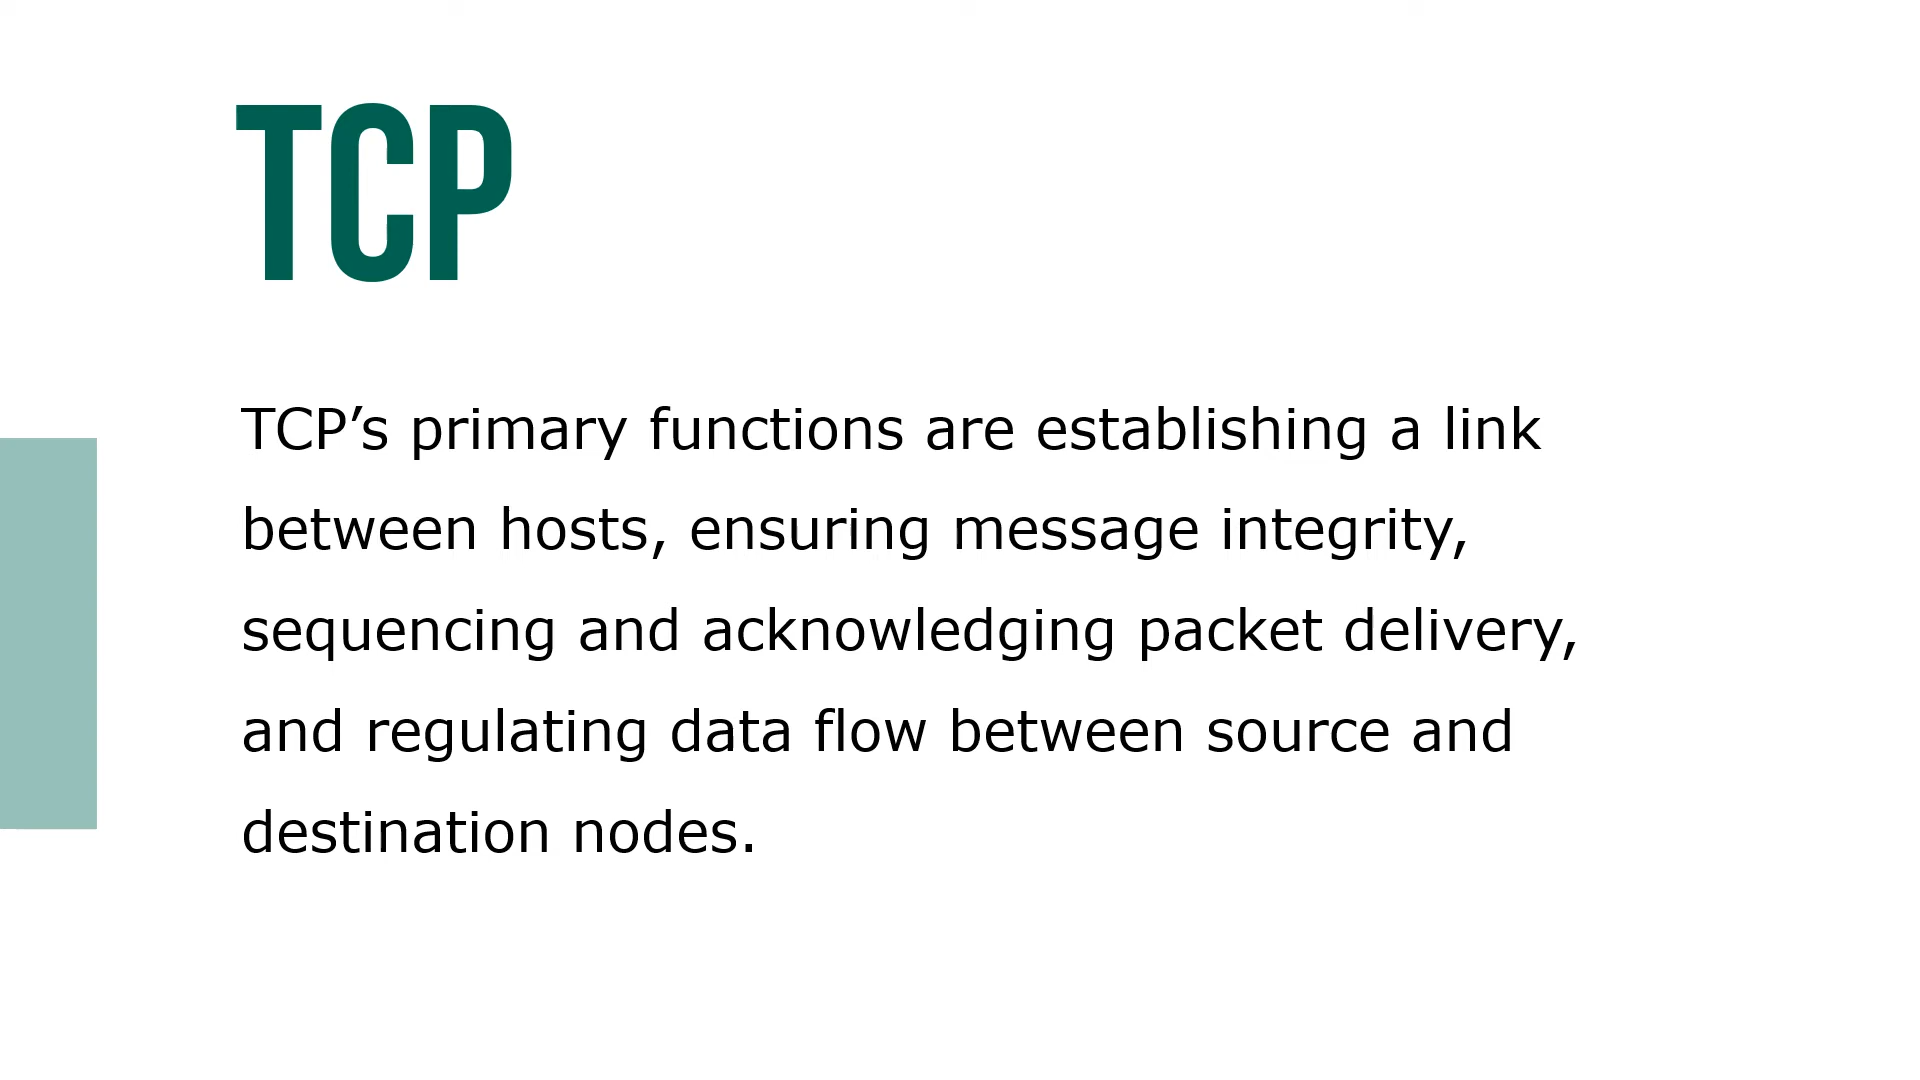 TCP
TCP’s primary functions are establishing a link
between hosts, ensuring message integrity,
sequencing and acknowledging packet delivery,
and regulating data flow between source and
destination nodes.